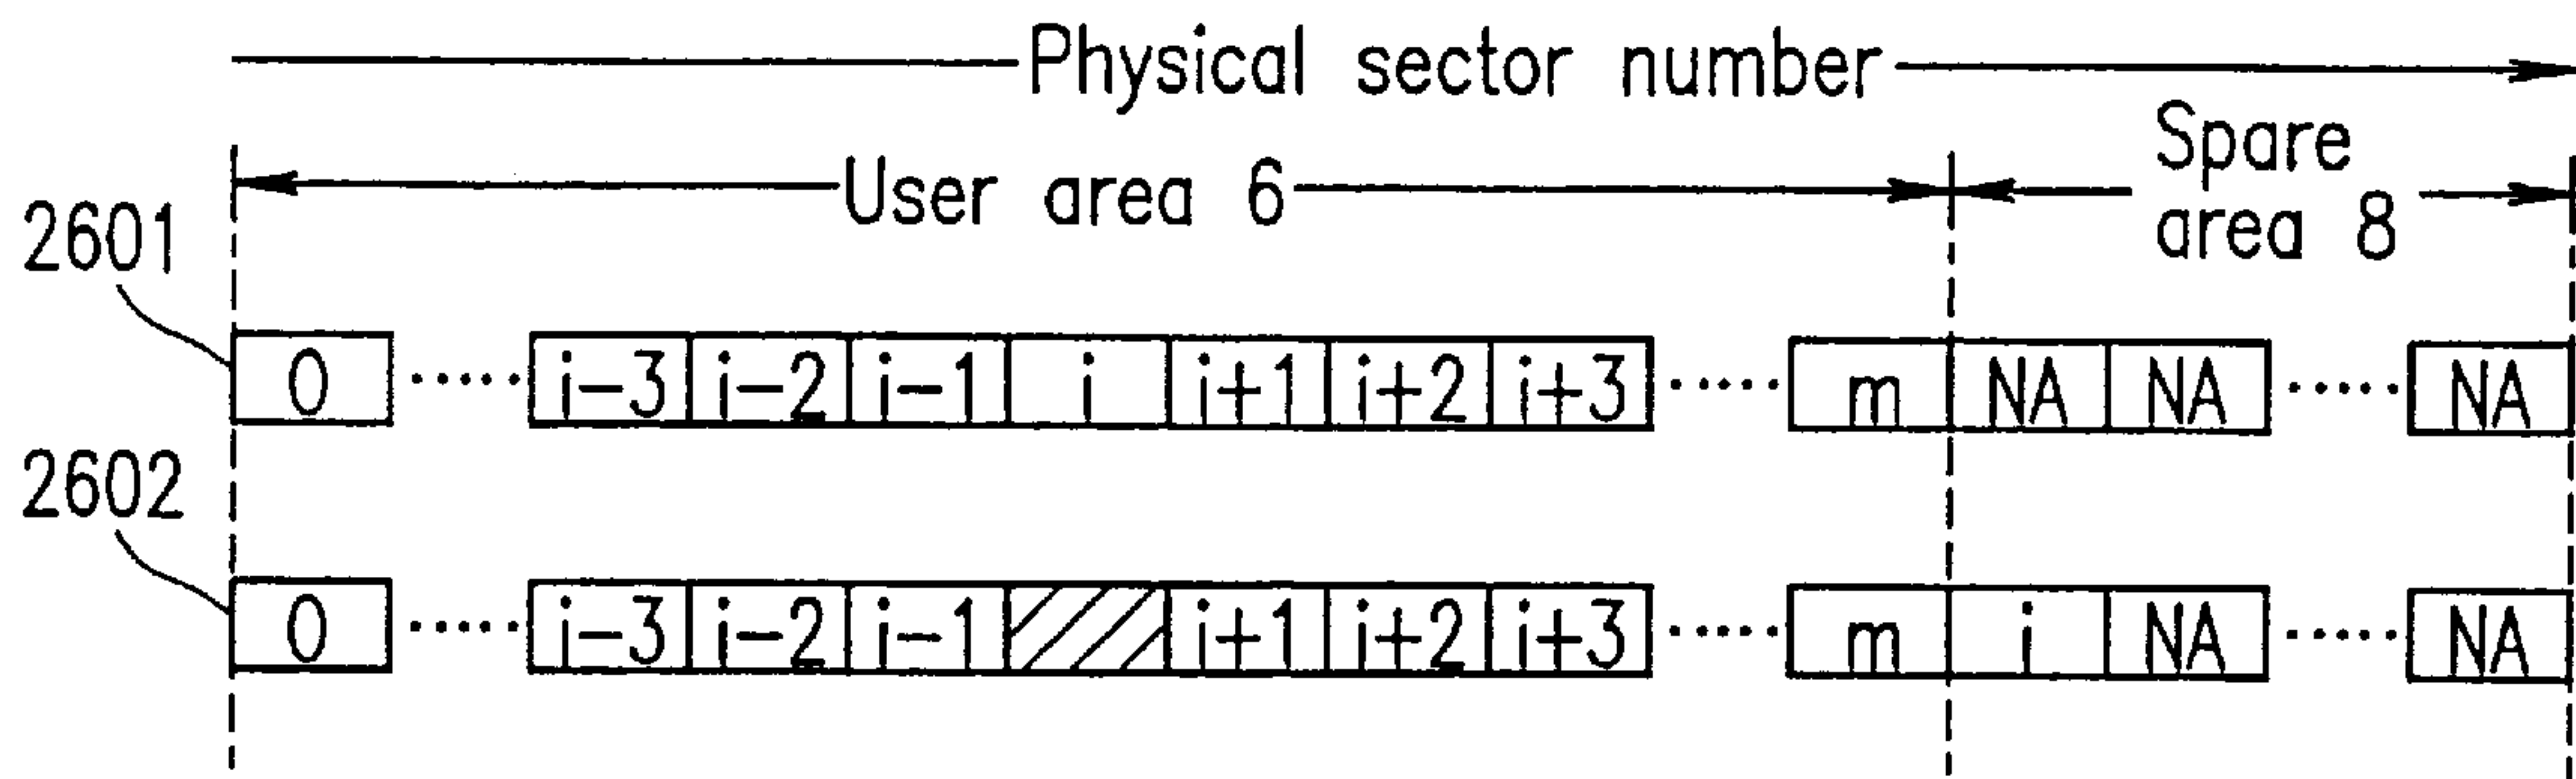 Physical sector number
User area 6
Spare
area 8
2601
0 ..... i-3 i-2 i-1 i i+1 i+2 i+3 ..... m NA NA ..... NA
2602
0 ..... i-3 i-2 i-1 i+1 i+2 i+3 ..... m i NA ..... NA